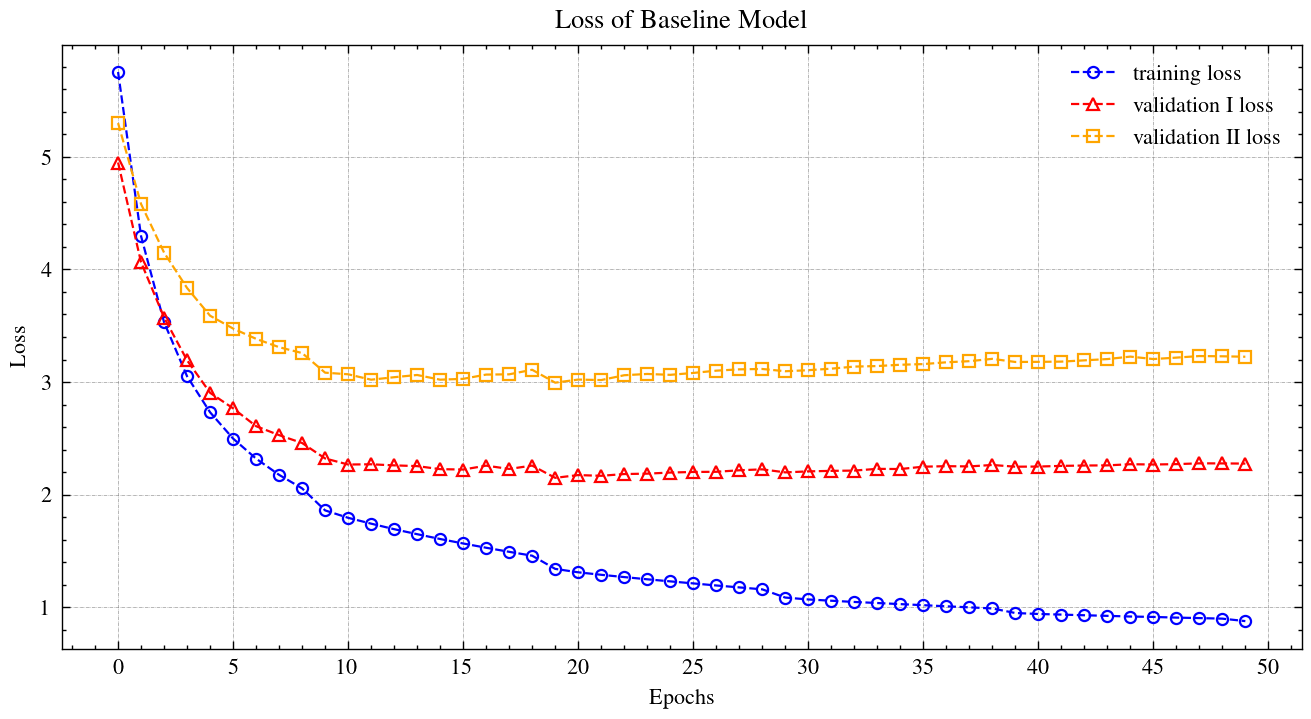 Loss of Baseline Model
training loss
validation I loss
validation II loss
5
4
3
2
1
Loss
0 5 10 15 20 25 30 35 40 45 50
Epochs